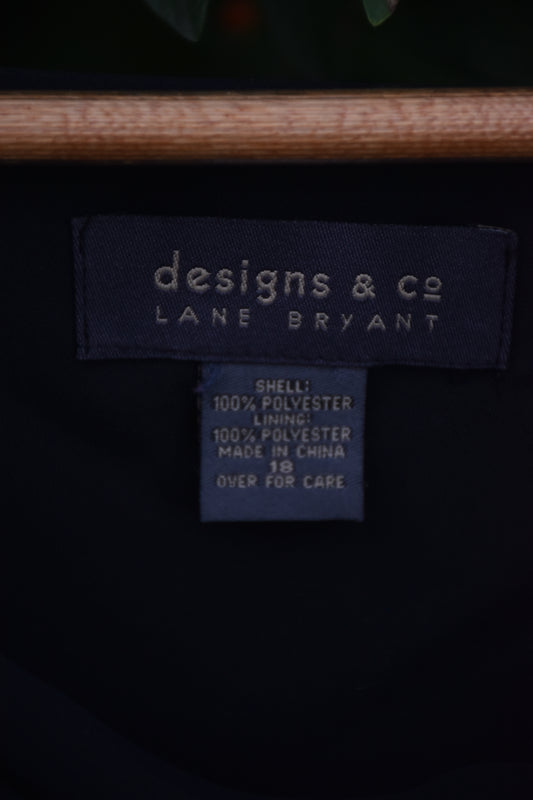 designs & co
LANE BRYANT
SHELL:
100% POLYESTER
LINING:
100% POLYESTER
MADE IN CHINA
18
OVER FOR CARE